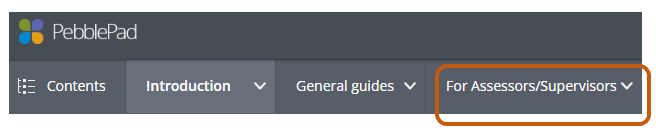 PebblePad
Contents Introduction General guides For Assessors/Supervisors